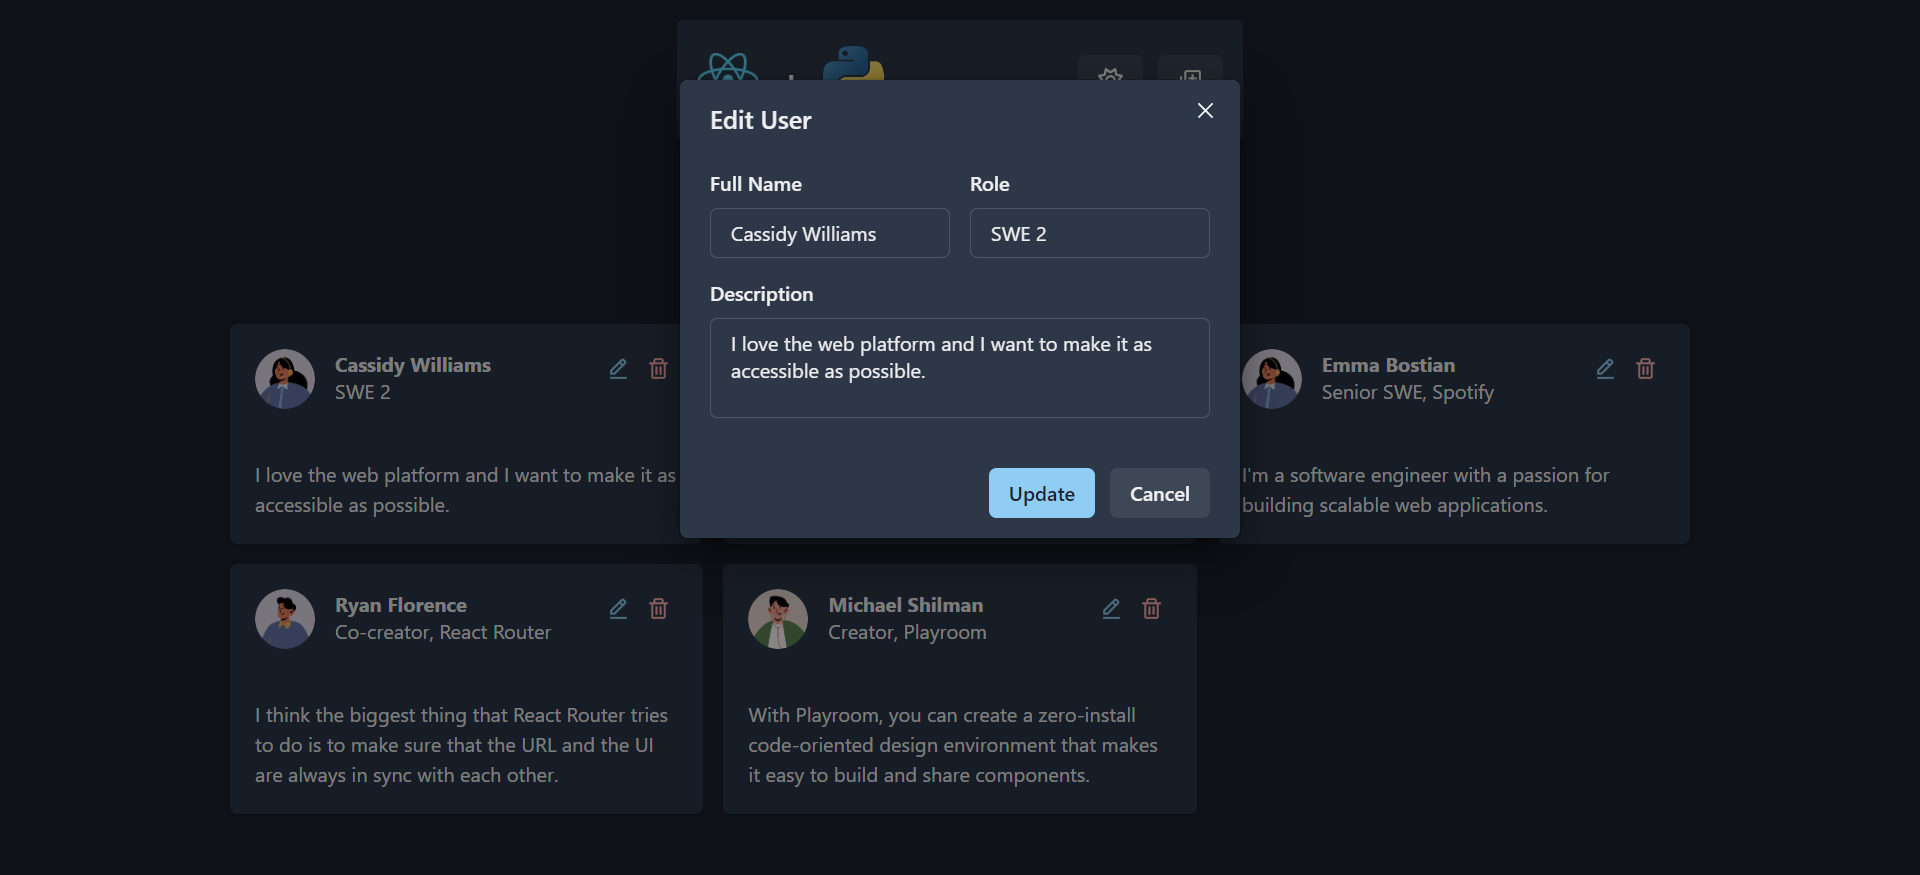 Edit User
Full Name
Role
Cassidy Williams
SWE 2
Description
I love the web platform and I want to make it as
accessible as possible.
Update
Cancel
Cassidy Williams
SWE 2
I love the web platform and I want to make it as
accessible as possible.
Emma Bostian
Senior SWE, Spotify
I'm a software engineer with a passion for
building scalable web applications.
Ryan Florence
Co-creator, React Router
I think the biggest thing that React Router tries
to do is to make sure that the URL and the UI
are always in sync with each other.
Michael Shilman
Creator, Playroom
With Playroom, you can create a zero-install
code-oriented design environment that makes
it easy to build and share components.